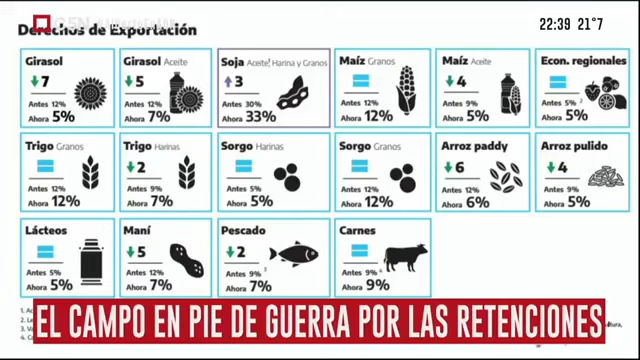 C5N
22:39 21°7
Derechos de Exportación
Girasol
7
Antes 12%
Ahora 5%
Girasol Aceite
5
Antes 12%
Ahora 7%
Soja Aceite, Harina y Granos
3
Antes 30%
Ahora 33%
Maíz Granos
Antes 12%
Ahora 12%
Maíz Aceite
4
Antes 9%
Ahora 5%
Econ. regionales
Antes 5%
Ahora 5%
Trigo Granos
Antes 12%
Ahora 12%
Trigo Harinas
2
Antes 9%
Ahora 7%
Sorgo Harinas
Antes 5%
Ahora 5%
Sorgo Granos
Antes 12%
Ahora 12%
Arroz paddy
6
Antes 12%
Ahora 6%
Arroz pulido
4
Antes 9%
Ahora 5%
Lácteos
Antes 5%
Ahora 5%
Maní
5
Antes 12%
Ahora 7%
Pescado
2
Antes 9% 3
Ahora 7%
Carnes
Antes 9% 4
Ahora 9%
EL CAMPO EN PIE DE GUERRA POR LAS RETENCIONES